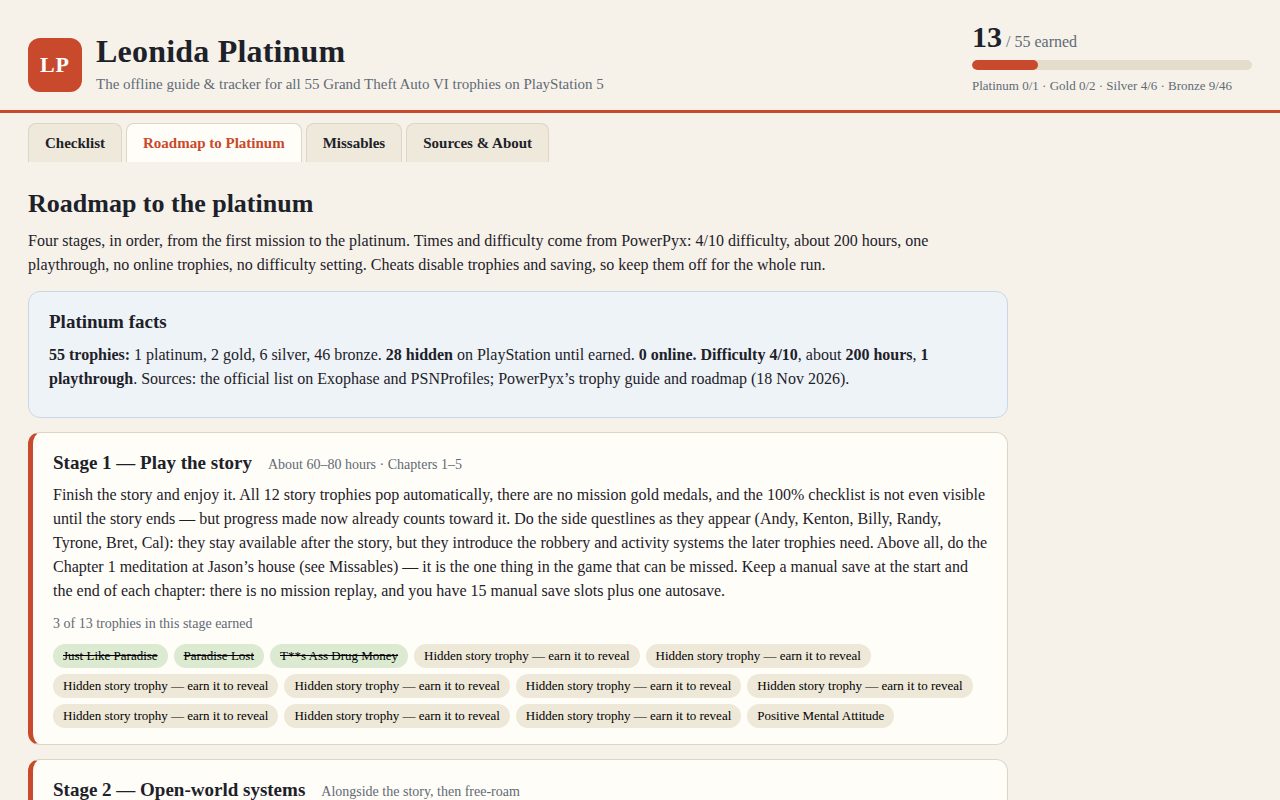 LP
Leonida Platinum
The offline guide & tracker for all 55 Grand Theft Auto VI trophies on PlayStation 5
13 / 55 earned
Platinum 0/1 · Gold 0/2 · Silver 4/6 · Bronze 9/46
Checklist
Roadmap to Platinum
Missables
Sources & About
Roadmap to the platinum
Four stages, in order, from the first mission to the platinum. Times and difficulty come from PowerPyx: 4/10 difficulty, about 200 hours, one
playthrough, no online trophies, no difficulty setting. Cheats disable trophies and saving, so keep them off for the whole run.
Platinum facts
55 trophies: 1 platinum, 2 gold, 6 silver, 46 bronze. 28 hidden on PlayStation until earned. 0 online. Difficulty 4/10, about 200 hours, 1
playthrough. Sources: the official list on Exophase and PSNProfiles; PowerPyx’s trophy guide and roadmap (18 Nov 2026).
Stage 1 — Play the story About 60–80 hours · Chapters 1–5
Finish the story and enjoy it. All 12 story trophies pop automatically, there are no mission gold medals, and the 100% checklist is not even visible
until the story ends — but progress made now already counts toward it. Do the side questlines as they appear (Andy, Kenton, Billy, Randy,
Tyrone, Bret, Cal): they stay available after the story, but they introduce the robbery and activity systems the later trophies need. Above all, do the
Chapter 1 meditation at Jason’s house (see Missables) — it is the one thing in the game that can be missed. Keep a manual save at the start and
the end of each chapter: there is no mission replay, and you have 15 manual save slots plus one autosave.
3 of 13 trophies in this stage earned
Just Like Paradise Paradise Lost T**s Ass Drug Money Hidden story trophy — earn it to reveal Hidden story trophy — earn it to reveal
Hidden story trophy — earn it to reveal Hidden story trophy — earn it to reveal Hidden story trophy — earn it to reveal Hidden story trophy — earn it to reveal
Hidden story trophy — earn it to reveal Hidden story trophy — earn it to reveal Hidden story trophy — earn it to reveal Positive Mental Attitude
Stage 2 — Open-world systems Alongside the story, then free-roam